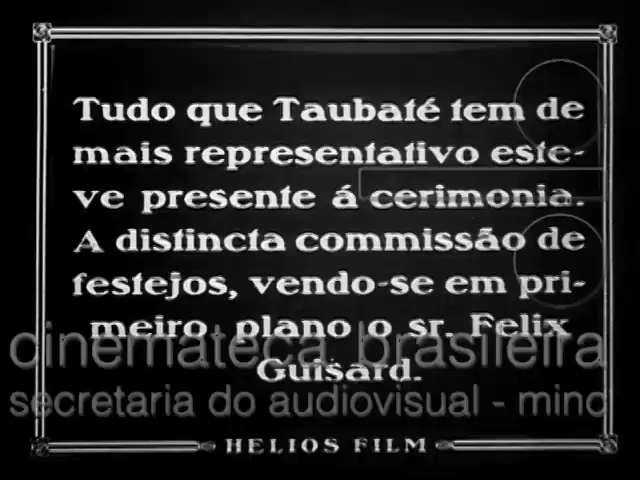 Tudo que Taubaté tem de
mais representativo este-
ve presente á cerimonia.
A distincta commissão de
festejos, vendo-se em pri-
meiro plano o sr. Felix
cinemateca brasileira
Guisard.
secretaria do audiovisual - minc
HELIOS FILM